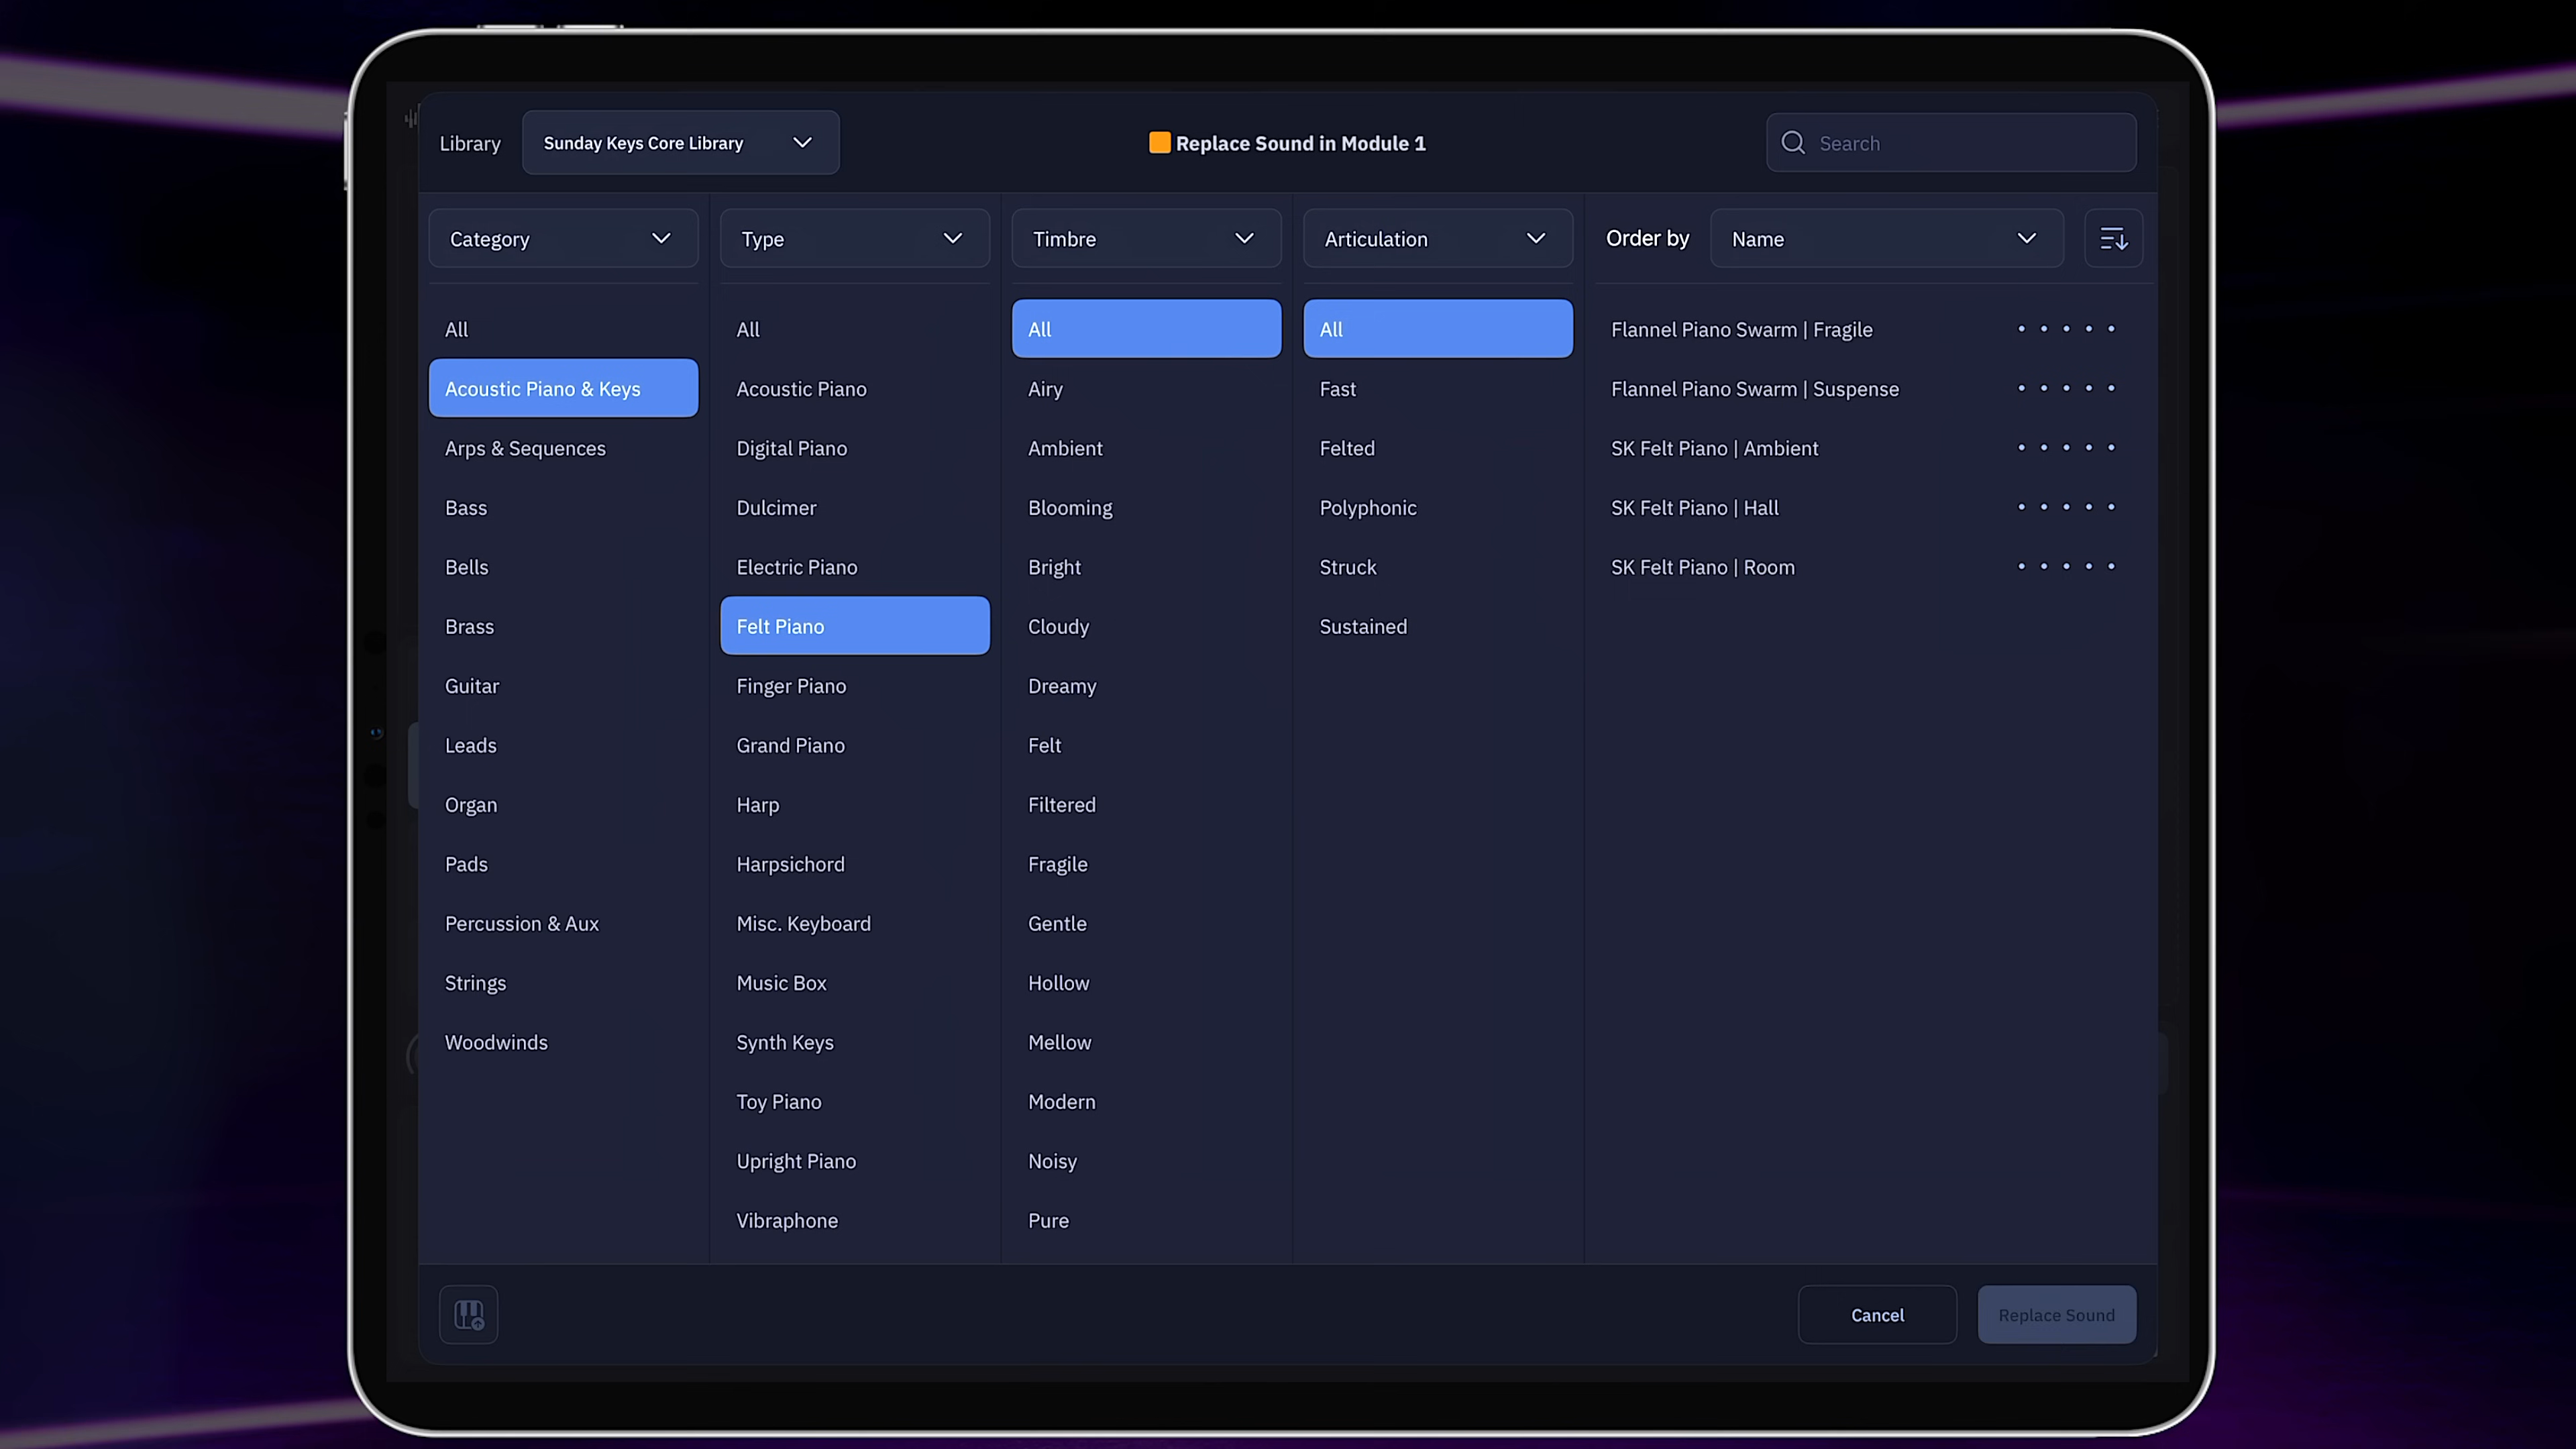 Library
Sunday Keys Core Library
Replace Sound in Module 1
Search
Category
Type
Timbre
Articulation
Order by
Name
All
Acoustic Piano & Keys
Arps & Sequences
Bass
Bells
Brass
Guitar
Leads
Organ
Pads
Percussion & Aux
Strings
Woodwinds
All
Acoustic Piano
Digital Piano
Dulcimer
Electric Piano
Felt Piano
Finger Piano
Grand Piano
Harp
Harpsichord
Misc. Keyboard
Music Box
Synth Keys
Toy Piano
Upright Piano
Vibraphone
All
Airy
Ambient
Blooming
Bright
Cloudy
Dreamy
Felt
Filtered
Fragile
Gentle
Hollow
Mellow
Modern
Noisy
Pure
All
Fast
Felted
Polyphonic
Struck
Sustained
Flannel Piano Swarm | Fragile
Flannel Piano Swarm | Suspense
SK Felt Piano | Ambient
SK Felt Piano | Hall
SK Felt Piano | Room
Cancel
Replace Sound